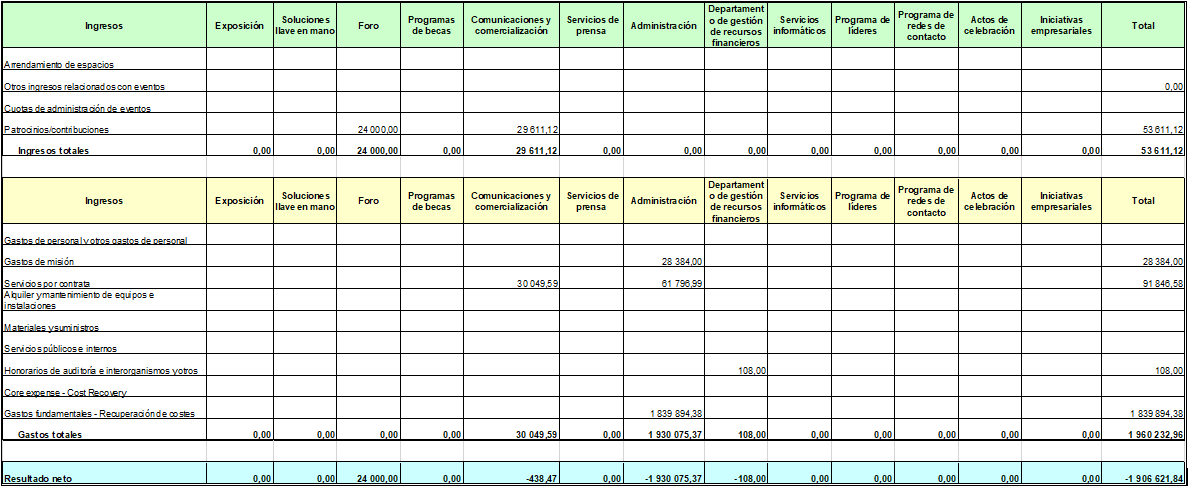 Ingresos Exposición Soluciones llave en mano Foro Programas de becas Comunicaciones y comercialización Servicios de prensa Administración Departamento de gestión de recursos financieros Servicios informáticos Programa de líderes Programa de redes de contacto Actos de celebración Iniciativas empresariales Total
Arrendamiento de espacios
Otros ingresos relacionados con eventos 0,00
Cuotas de administración de eventos
Patrocinios/contribuciones 24 000,00 29 611,12 53 611,12
Ingresos totales 0,00 0,00 24 000,00 0,00 29 611,12 0,00 0,00 0,00 0,00 0,00 0,00 0,00 0,00 53 611,12
Ingresos Exposición Soluciones llave en mano Foro Programas de becas Comunicaciones y comercialización Servicios de prensa Administración Departamento de gestión de recursos financieros Servicios informáticos Programa de líderes Programa de redes de contacto Actos de celebración Iniciativas empresariales Total
Gastos de personal y otros gastos de personal
Gastos de misión 28 384,00 28 384,00
Servicios por contrata 30 049,59 61 796,99 91 846,58
Alquiler y mantenimiento de equipos e
instalaciones
Materiales y suministros
Servicios públicos e internos
Honorarios de auditoría e interorganismos y otros 108,00 108,00
Core expense - Cost Recovery
Gastos fundamentales - Recuperación de costes 1 839 894,38 1 839 894,38
Gastos totales 0,00 0,00 0,00 0,00 30 049,59 0,00 1 930 075,37 108,00 0,00 0,00 0,00 0,00 0,00 1 960 232,96
Resultado neto 0,00 0,00 24 000,00 0,00 -438,47 0,00 -1 930 075,37 -108,00 0,00 0,00 0,00 0,00 0,00 -1 906 621,84